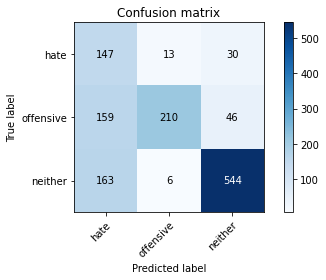 Confusion matrix
hate 147 13 30
offensive 159 210 46
neither 163 6 544
hate offensive neither
True label
Predicted label
500
400
300
200
100